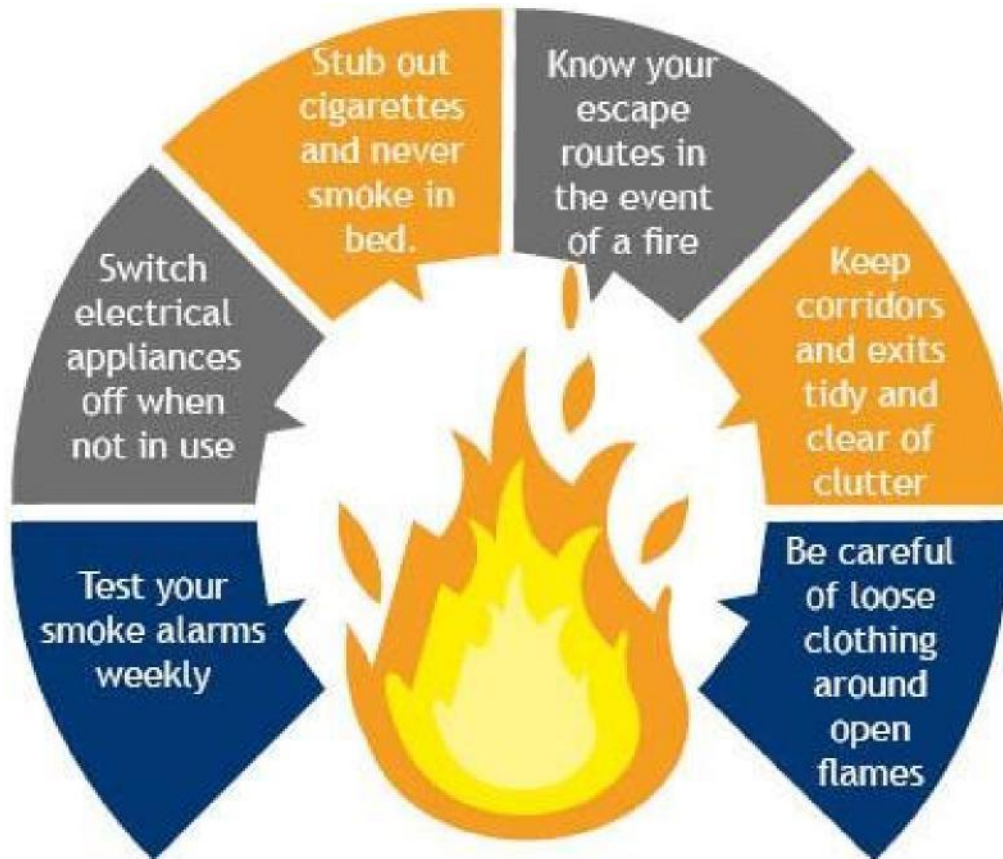 Test your
smoke alarms
weekly
Switch
electrical
appliances
off when
not in use
Stub out
cigarettes
and never
smoke in
bed.
Know your
escape
routes in
the event
of a fire
Keep
corridors
and exits
tidy and
clear of
clutter
Be careful
of loose
clothing
around
open
flames